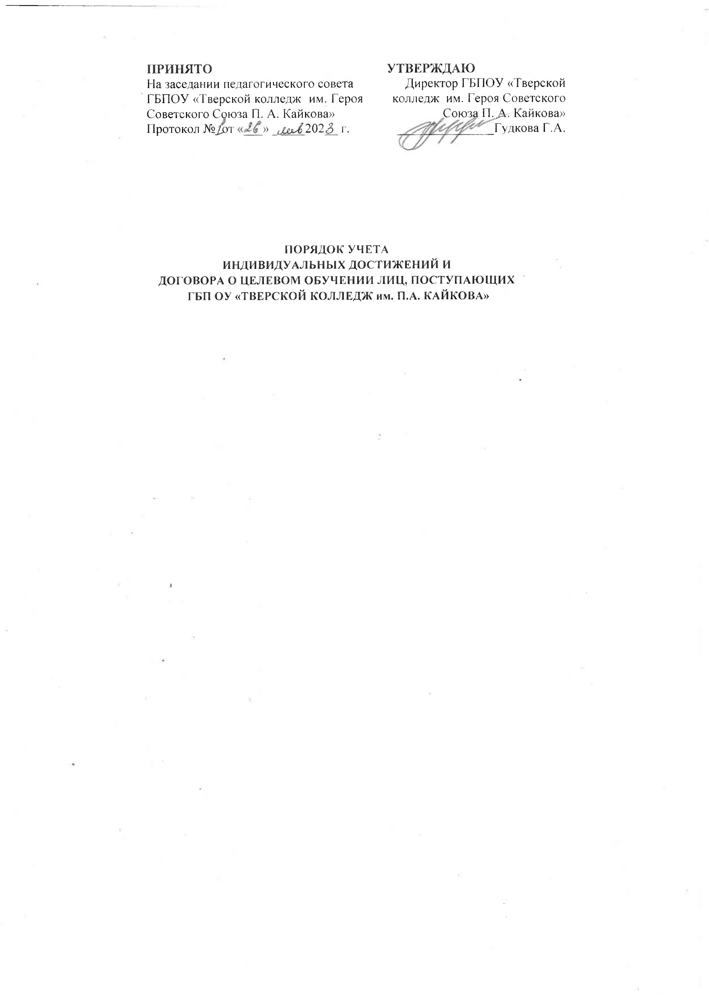 ПРИНЯТО
На заседании педагогического совета
ГБПОУ «Тверской колледж им. Героя
Советского Союза П. А. Кайкова»
Протокол №1 от «26» янв 2023 г.
УТВЕРЖДАЮ
Директор ГБПОУ «Тверской
колледж им. Героя Советского
Союза П. А. Кайкова»
Гудкова Г.А.
ПОРЯДОК УЧЕТА
ИНДИВИДУАЛЬНЫХ ДОСТИЖЕНИЙ И
ДОГОВОРА О ЦЕЛЕВОМ ОБУЧЕНИИ ЛИЦ, ПОСТУПАЮЩИХ
ГБП ОУ «ТВЕРСКОЙ КОЛЛЕДЖ им. П.А. КАЙКОВА»